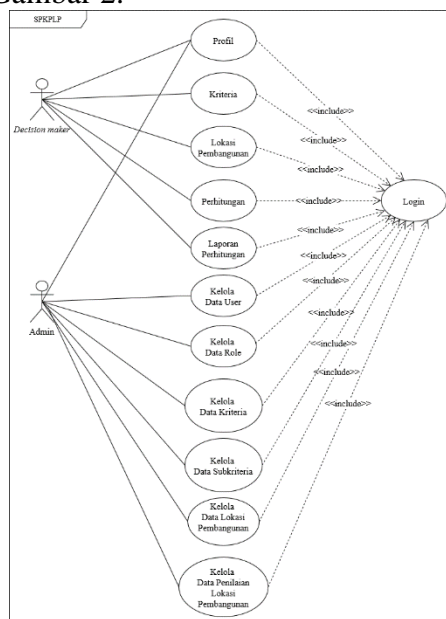 Gambar 2.
SPKPLP
Profil
<<include>>
Kriteria
<<include>>
Decision maker
Lokasi
Pembangunan
<<include>>
Perhitungan
<<include>>
Login
Laporan
Perhitungan
<<include>>
Kelola
Data User
<<include>>
Admin
Kelola
Data Role
<<include>>
<<include>>
Kelola
Data Kriteria
<<include>>
<<include>>
Kelola
Data Subkriteria
Kelola
Data Lokasi
Pembangunan
Kelola
Data Penilaian
Lokasi
Pembangunan
<<include>>